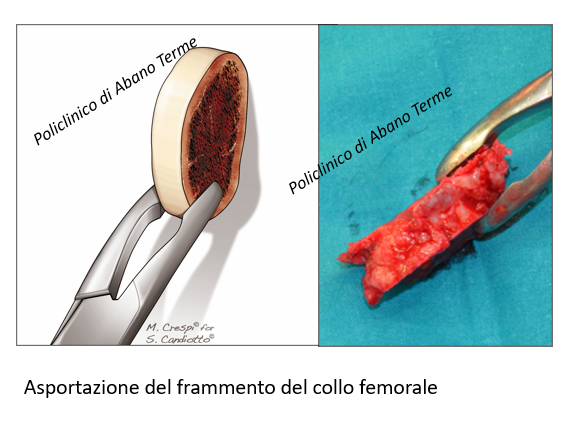 Policlinico di Abano Terme
Policlinico di Abano Terme
M. Crespi© for
S. Candiotto©
Asportazione del frammento del collo femorale